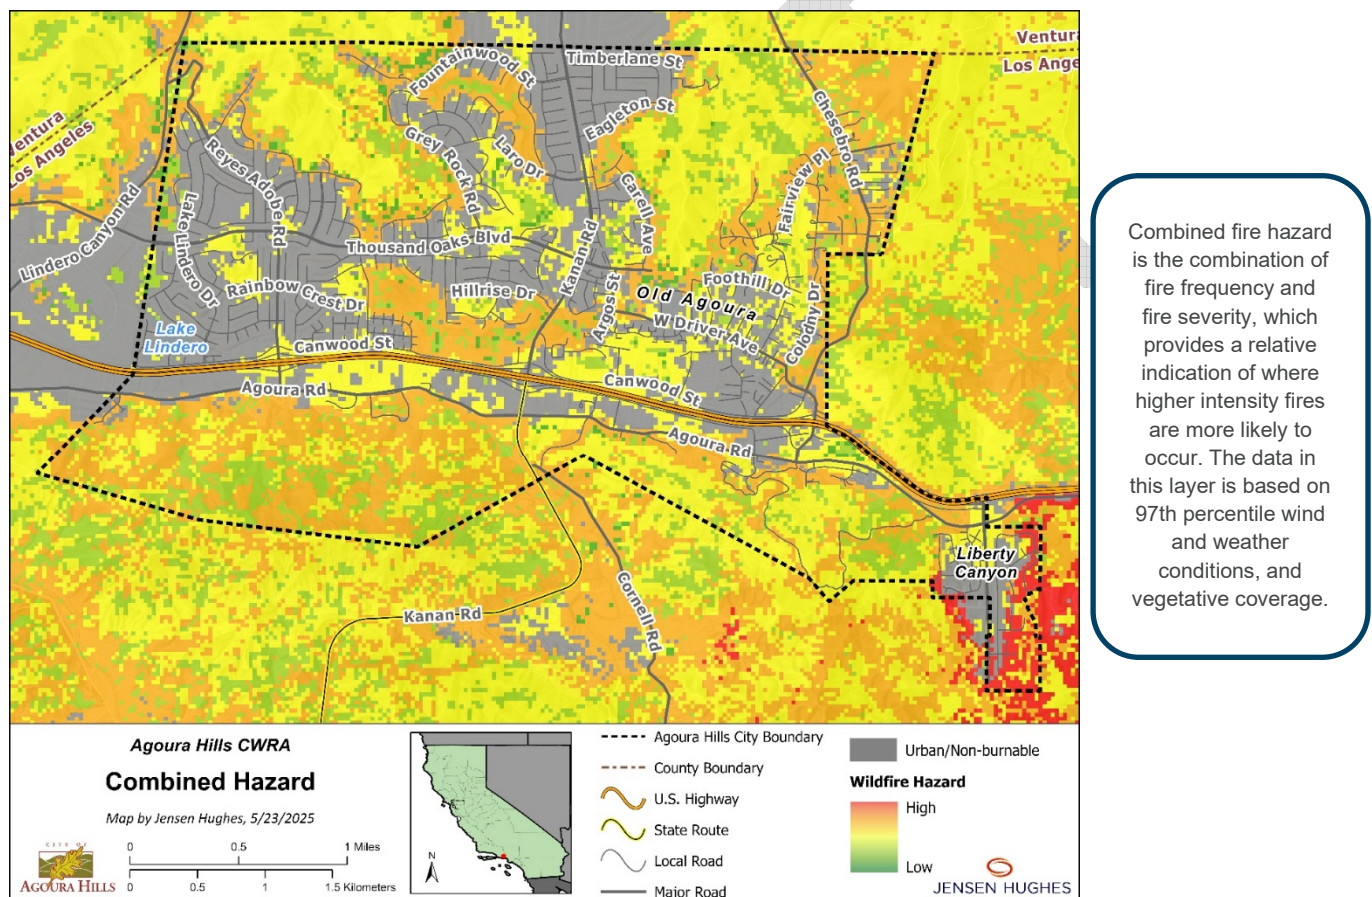 Ventura
Los Ange
Timberlane St
Fountainwood St
Eagleton St
Chesebro Rd
Ventura
Los Angeles
Grey Rock Rd
Laro Dr
Reyes Adobe Rd
Carell Ave
Fairview Pl
Lindero Canyon Rd
Lake Lindero Dr
Thousand Oaks Blvd
Kanan Rd
Rainbow Crest Dr
Hillrise Dr
Argos St
Foothill Dr
Old Agoura
W Driver Ave
Colodny Dr
Lake
Lindero
Canwood St
Agoura Rd
Canwood St
Agoura Rd
Liberty
Canyon
Kanan Rd
Cornell Rd
Combined fire hazard
is the combination of
fire frequency and
fire severity, which
provides a relative
indication of where
higher intensity fires
are more likely to
occur. The data in
this layer is based on
97th percentile wind
and weather
conditions, and
vegetative coverage.
Agoura Hills CWRA
Combined Hazard
Map by Jensen Hughes, 5/23/2025
CITY OF
AGOURA HILLS
0 0.5 1 Miles
0 0.5 1 1.5 Kilometers
N
Agoura Hills City Boundary
County Boundary
U.S. Highway
State Route
Local Road
Major Road
Urban/Non-burnable
Wildfire Hazard
High
Low
JENSEN HUGHES